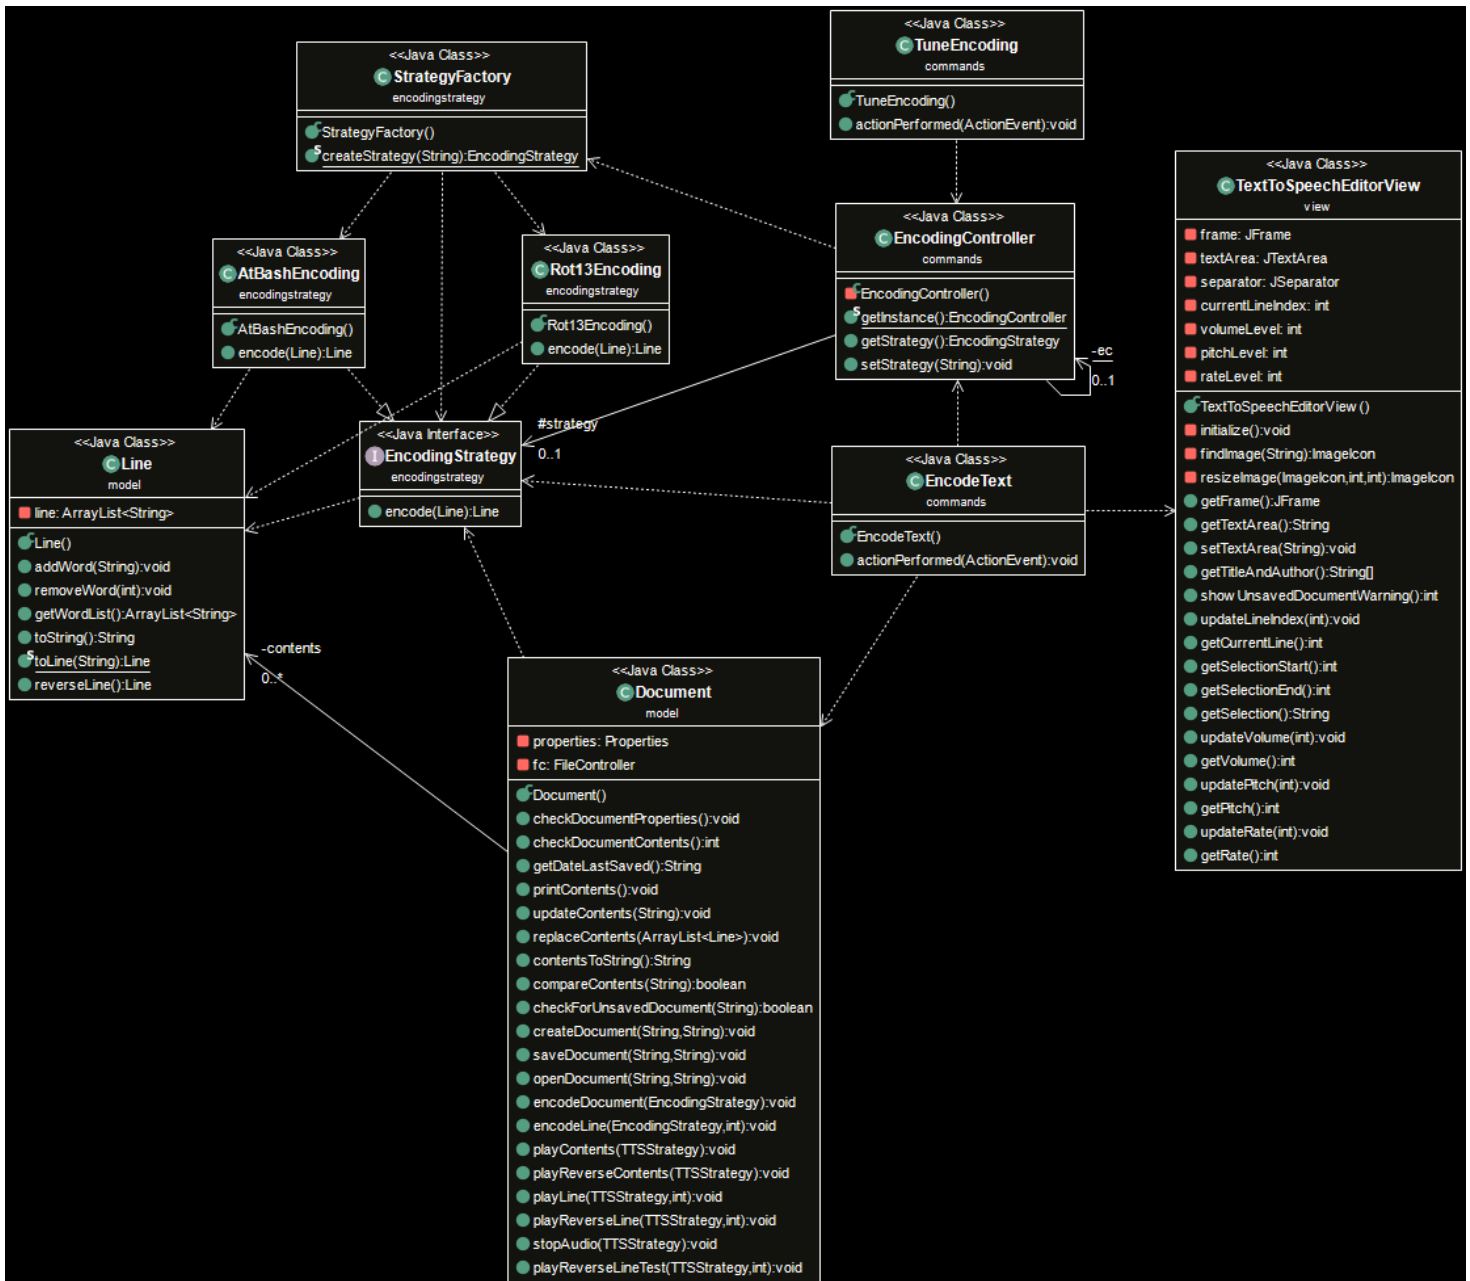 <<Java Class>>
StrategyFactory
encodingstrategy
StrategyFactory()
createStrategy(String):EncodingStrategy
<<Java Class>>
TuneEncoding
commands
TuneEncoding()
actionPerformed(ActionEvent):void
<<Java Class>>
AtBashEncoding
encodingstrategy
AtBashEncoding()
encode(Line):Line
<<Java Class>>
Rot13Encoding
encodingstrategy
Rot13Encoding()
encode(Line):Line
<<Java Class>>
EncodingController
commands
EncodingController()
getInstance():EncodingController
getStrategy():EncodingStrategy
setStrategy(String):void
-ec
0..1
<<Java Class>>
TextToSpeechEditorView
view
frame: JFrame
textArea: JTextArea
separator: JSeparator
currentLineIndex: int
volumeLevel: int
pitchLevel: int
rateLevel: int
TextToSpeechEditorView()
initialize():void
findImage(String):ImageIcon
resizeImage(ImageIcon,int,int):ImageIcon
getFrame():JFrame
getTextArea():String
setTextArea(String):void
getTitleAndAuthor():String[]
showUnsavedDocumentWarning():int
updateLineIndex(int):void
getCurrentLine():int
getSelectionStart():int
getSelectionEnd():int
getSelection():String
updateVolume(int):void
getVolume():int
updatePitch(int):void
getPitch():int
updateRate(int):void
getRate():int
<<Java Class>>
Line
model
line: ArrayList<String>
Line()
addWord(String):void
removeWord(int):void
getWordList():ArrayList<String>
toString():String
toLine(String):Line
reverseLine():Line
<<Java Interface>>
EncodingStrategy
encodingstrategy
encode(Line):Line
#strategy
0..1
<<Java Class>>
EncodeText
commands
EncodeText()
actionPerformed(ActionEvent):void
-contents
0..*
<<Java Class>>
Document
model
properties: Properties
fc: FileController
Document()
checkDocumentProperties():void
checkDocumentContents():int
getDateLastSaved():String
printContents():void
updateContents(String):void
replaceContents(ArrayList<Line>):void
contentsToString():String
compareContents(String):boolean
checkForUnsavedDocument(String):boolean
createDocument(String,String):void
saveDocument(String,String):void
openDocument(String,String):void
encodeDocument(EncodingStrategy):void
encodeLine(EncodingStrategy,int):void
playContents(TTSStrategy):void
playReverseContents(TTSStrategy):void
playLine(TTSStrategy,int):void
playReverseLine(TTSStrategy,int):void
stopAudio(TTSStrategy):void
playReverseLineTest(TTSStrategy,int):void